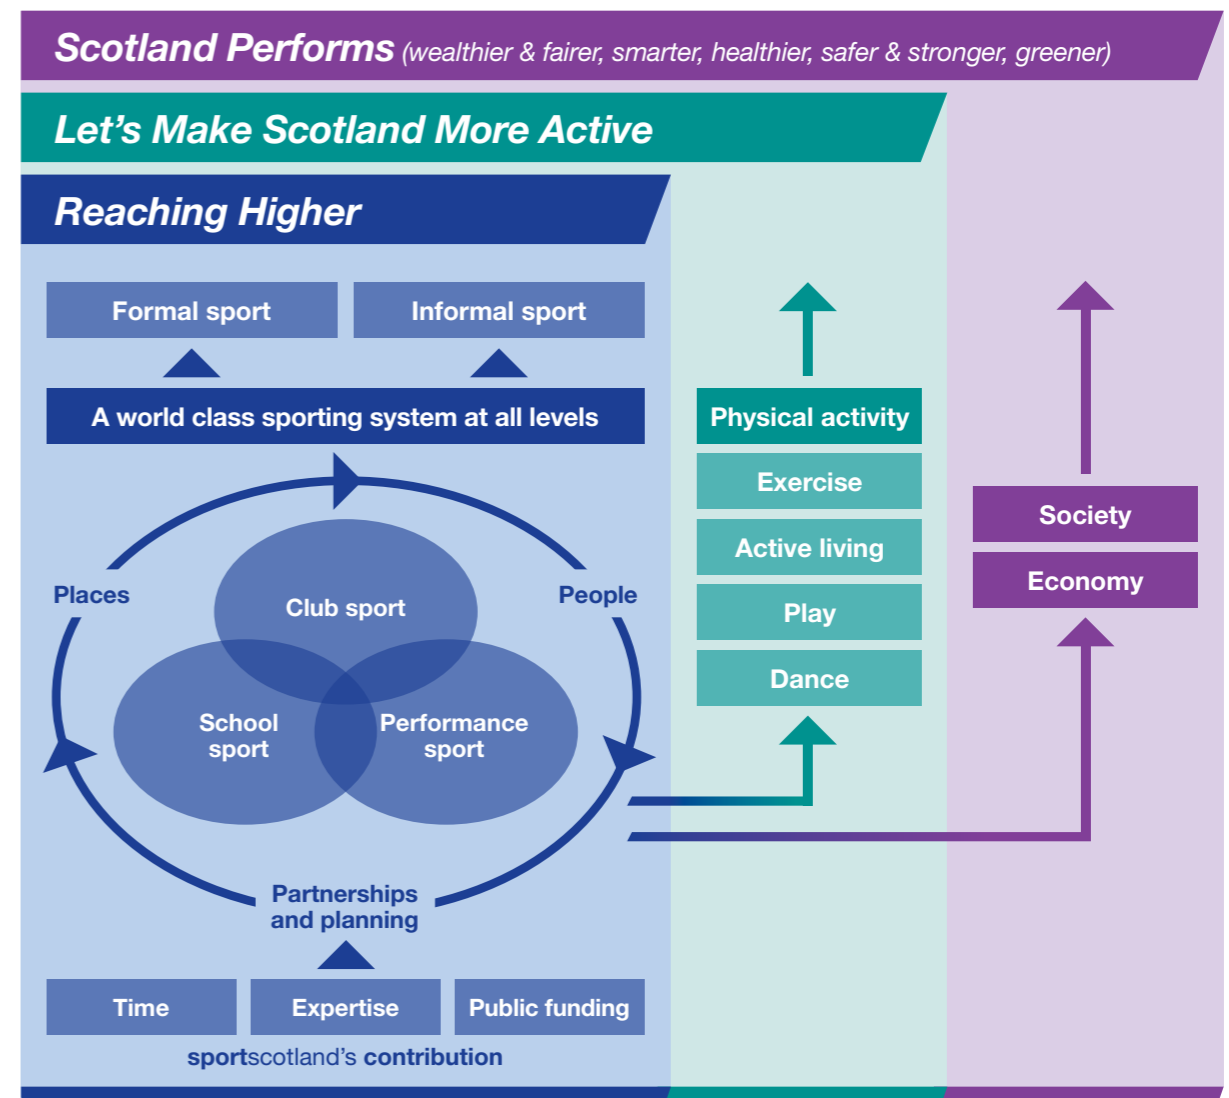 Scotland Performs (wealthier & fairer, smarter, healthier, safer & stronger, greener)
Let's Make Scotland More Active
Reaching Higher
Formal sport
Informal sport
A world class sporting system at all levels
Places
People
Club sport
School
sport
Performance
sport
Partnerships
and planning
Time
Expertise
Public funding
sportscotland's contribution
Physical activity
Exercise
Active living
Play
Dance
Society
Economy